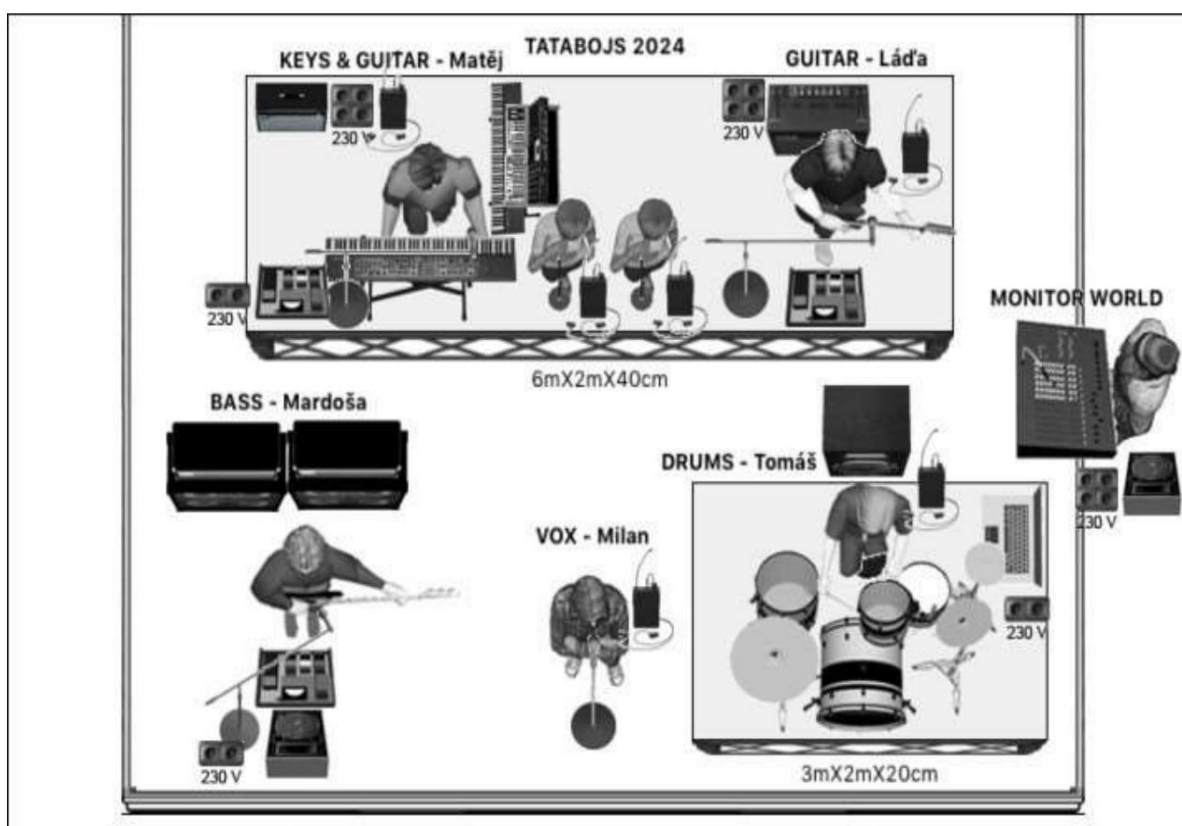 TATABOJS 2024
KEYS & GUITAR - Matěj
GUITAR - Láďa
230 V
230 V
230 V
MONITOR WORLD
6mX2mX40cm
BASS - Mardoša
DRUMS - Tomáš
230 V
VOX - Milan
230 V
230 V
3mX2mX20cm